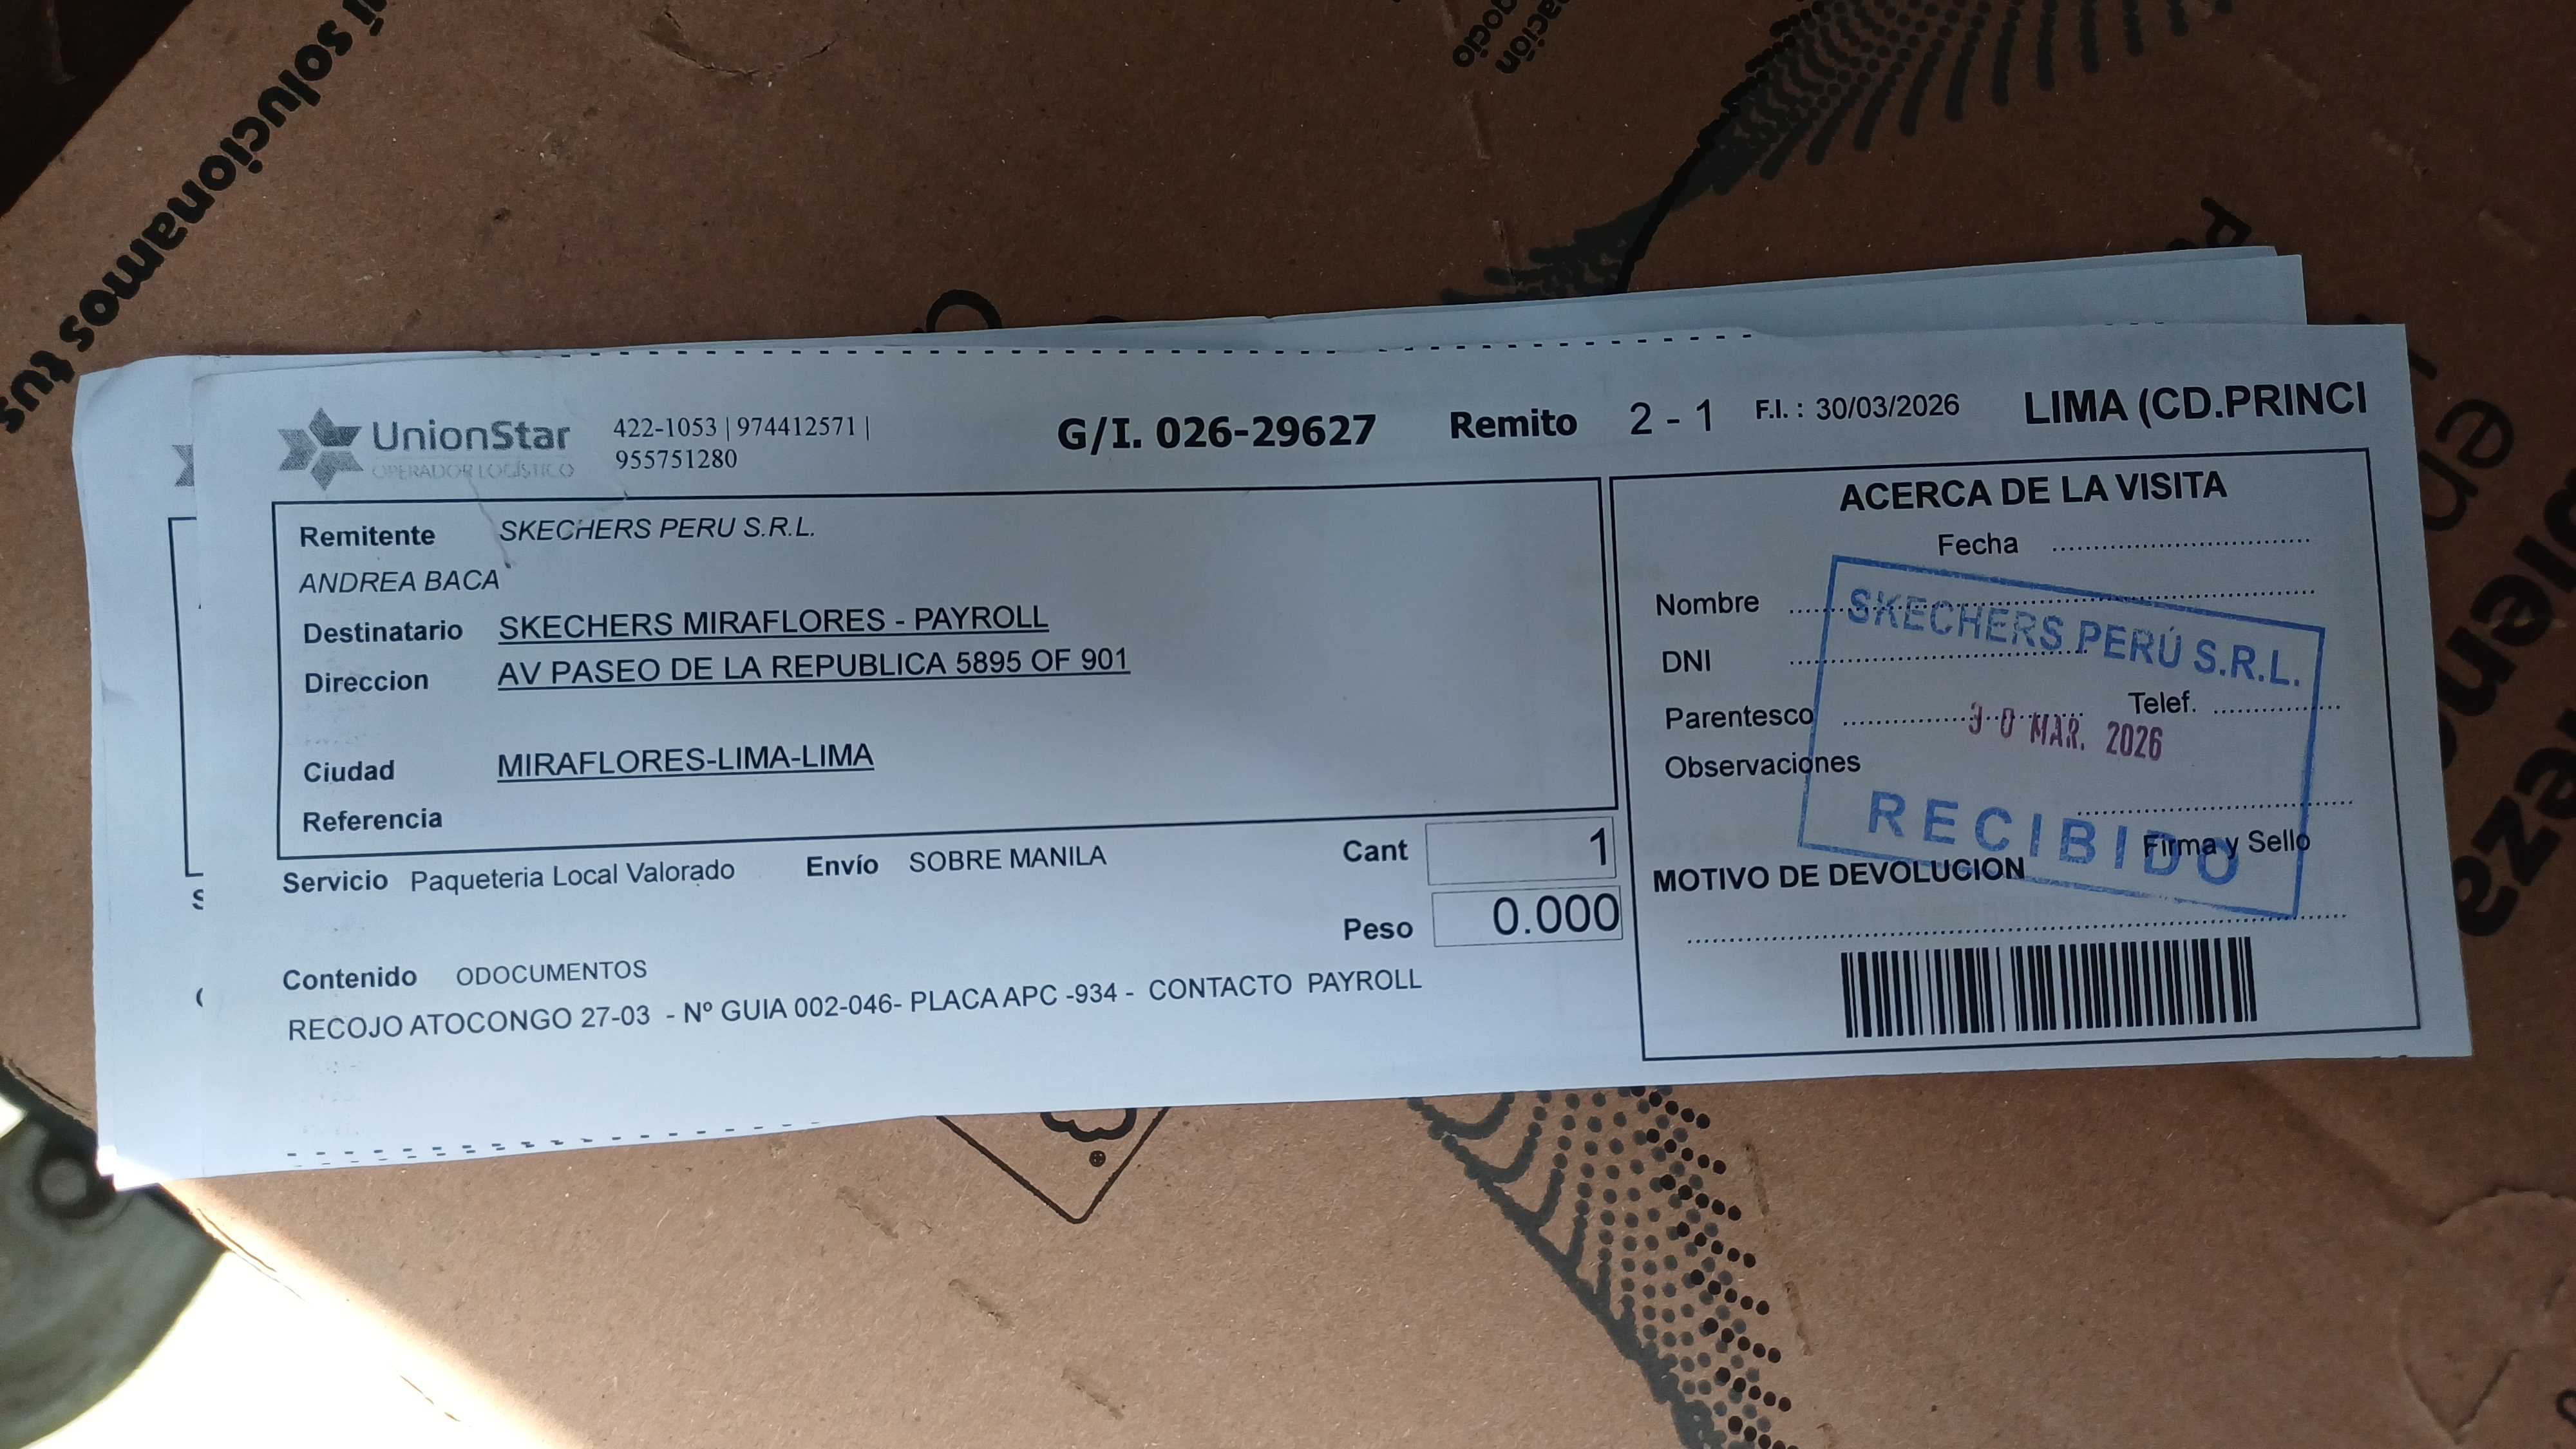 í solucionamos tus
UnionStar
OPERADOR LOGÍSTICO
422-1053 | 974412571 |
955751280
G/I. 026-29627
Remito 2 - 1
F.I. : 30/03/2026
LIMA (CD.PRINCI
Remitente SKECHERS PERU S.R.L.
ANDREA BACA
Destinatario SKECHERS MIRAFLORES - PAYROLL
Direccion AV PASEO DE LA REPUBLICA 5895 OF 901
Ciudad MIRAFLORES-LIMA-LIMA
Referencia
Servicio Paqueteria Local Valorado Envío SOBRE MANILA
Cant 1
Peso 0.000
Contenido ODOCUMENTOS
RECOJO ATOCONGO 27-03 - Nº GUIA 002-046- PLACA APC -934 - CONTACTO PAYROLL
ACERCA DE LA VISITA
Fecha
Nombre
DNI
Parentesco
Telef.
Observaciones
Firma y Sello
MOTIVO DE DEVOLUCION
SKECHERS PERÚ S.R.L.
30 MAR. 2026
RECIBIDO